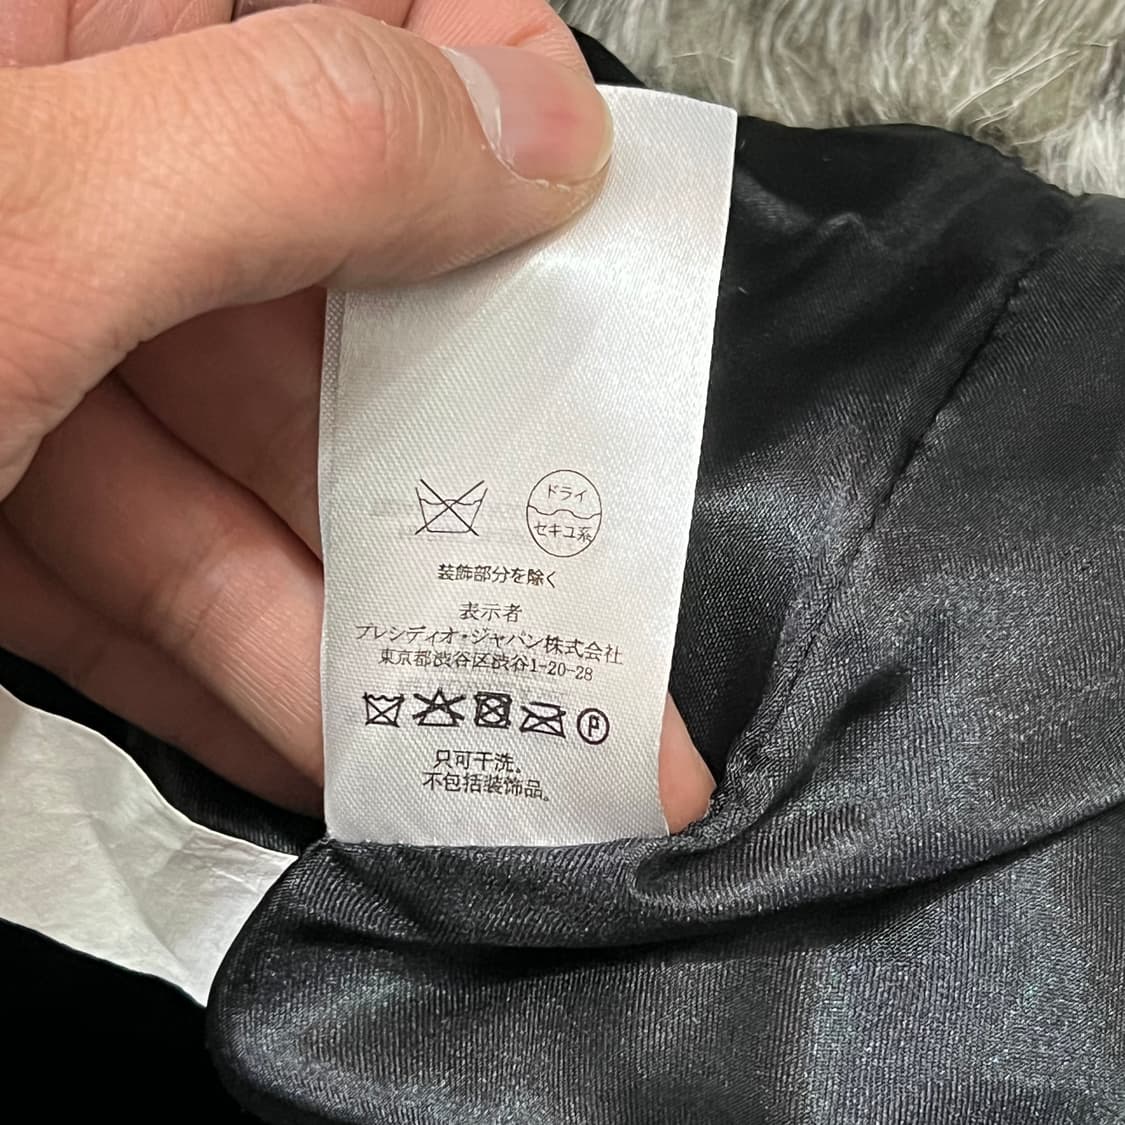 ドライ
セキユ系
装飾部分を除く
表示者
プレシディオ・ジャパン株式会社
東京都渋谷区渋谷1-20-28
P
只可干洗。
不包括装饰品。